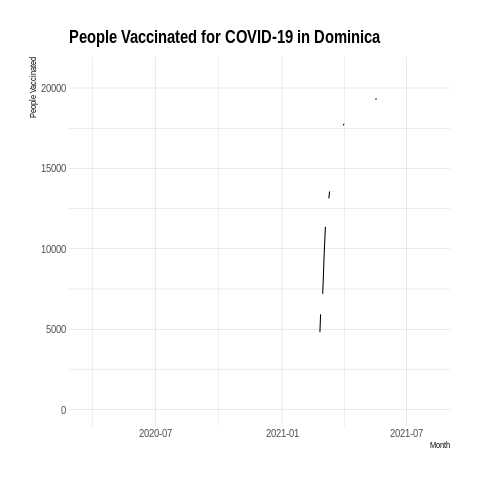 People Vaccinated for COVID-19 in Dominica
People Vaccinated
20000
15000
10000
5000
0
2020-07 2021-01 2021-07
Month